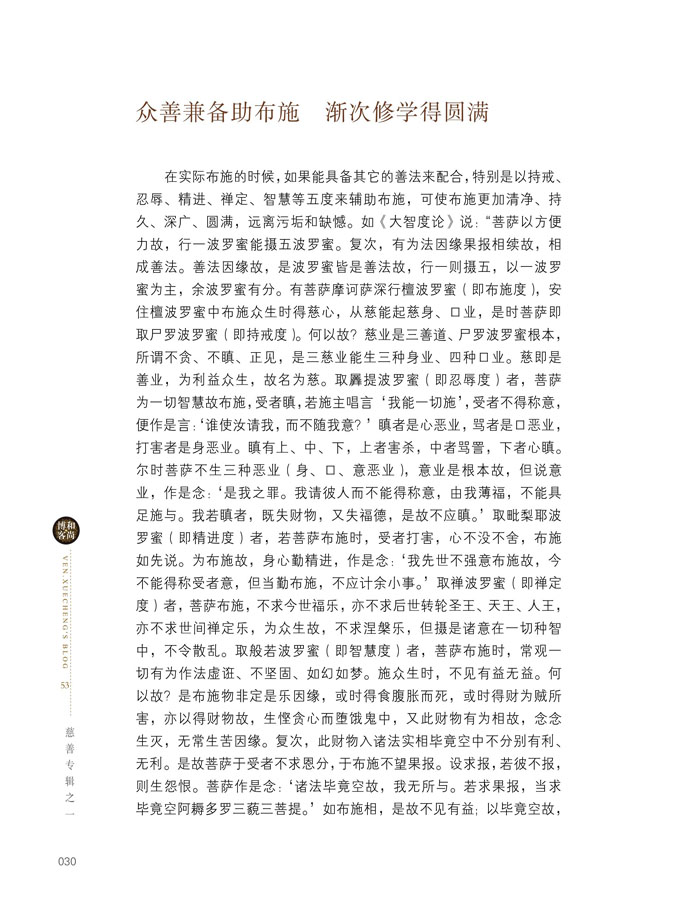 众善兼备助布施　渐次修学得圆满
在实际布施的时候，如果能具备其它的善法来配合，特别是以持戒、
忍辱、精进、禅定、智慧等五度来辅助布施，可使布施更加清净、持
久、深广、圆满，远离污垢和缺憾。如《大智度论》说：“菩萨以方便
力故，行一波罗蜜能摄五波罗蜜。复次，有为法因缘果报相续故，相
成善法。善法因缘故，是波罗蜜皆是善法故，行一则摄五，以一波罗
蜜为主，余波罗蜜有分。有菩萨摩诃萨深行檀波罗蜜（即布施度），安
住檀波罗蜜中布施众生时得慈心，从慈能起慈身、口业，是时菩萨即
取尸罗波罗蜜（即持戒度）。何以故？慈业是三善道、尸罗波罗蜜根本，
所谓不贪、不瞋、正见，是三慈业能生三种身业、四种口业。慈即是
善业，为利益众生，故名为慈。取羼提波罗蜜（即忍辱度）者，菩萨
为一切智慧故布施，受者瞋，若施主唱言‘我能一切施’，受者不得称意，
便作是言：‘谁使汝请我，而不随我意？’瞋者是心恶业，骂者是口恶业，
打害者是身恶业。瞋有上、中、下，上者害杀，中者骂詈，下者心瞋。
尔时菩萨不生三种恶业（身、口、意恶业），意业是根本故，但说意
业，作是念：‘是我之罪。我请彼人而不能得称意，由我薄福，不能具
足施与。我若瞋者，既失财物，又失福德，是故不应瞋。’取毗梨耶波
罗蜜（即精进度）者，若菩萨布施时，受者打害，心不没不舍，布施
如先说。为布施故，身心勤精进，作是念：‘我先世不强意布施故，今
不能得称受者意，但当勤布施，不应计余小事。’取禅波罗蜜（即禅定
度）者，菩萨布施，不求今世福乐，亦不求后世转轮圣王、天王、人王，
亦不求世间禅定乐，为众生故，不求涅槃乐，但摄是诸意在一切种智
中，不令散乱。取般若波罗蜜（即智慧度）者，菩萨布施时，常观一
切有为作法虚诳、不坚固、如幻如梦。施众生时，不见有益无益。何
以故？是布施物非定是乐因缘，或时得食腹胀而死，或时得财为贼所
害，亦以得财物故，生悭贪心而堕饿鬼中，又此财物有为相故，念念
生灭，无常生苦因缘。复次，此财物入诸法实相毕竟空中不分别有利、
无利。是故菩萨于受者不求恩分，于布施不望果报。设求报，若彼不报，
则生怨恨。菩萨作是念：‘诸法毕竟空故，我无所与。若求果报，当求
毕竟空阿耨多罗三藐三菩提。’如布施相，是故不见有益；以毕竟空故，
和尚
博客
VEN.XUECHENG'S BLOG
53
慈善专辑之一
030